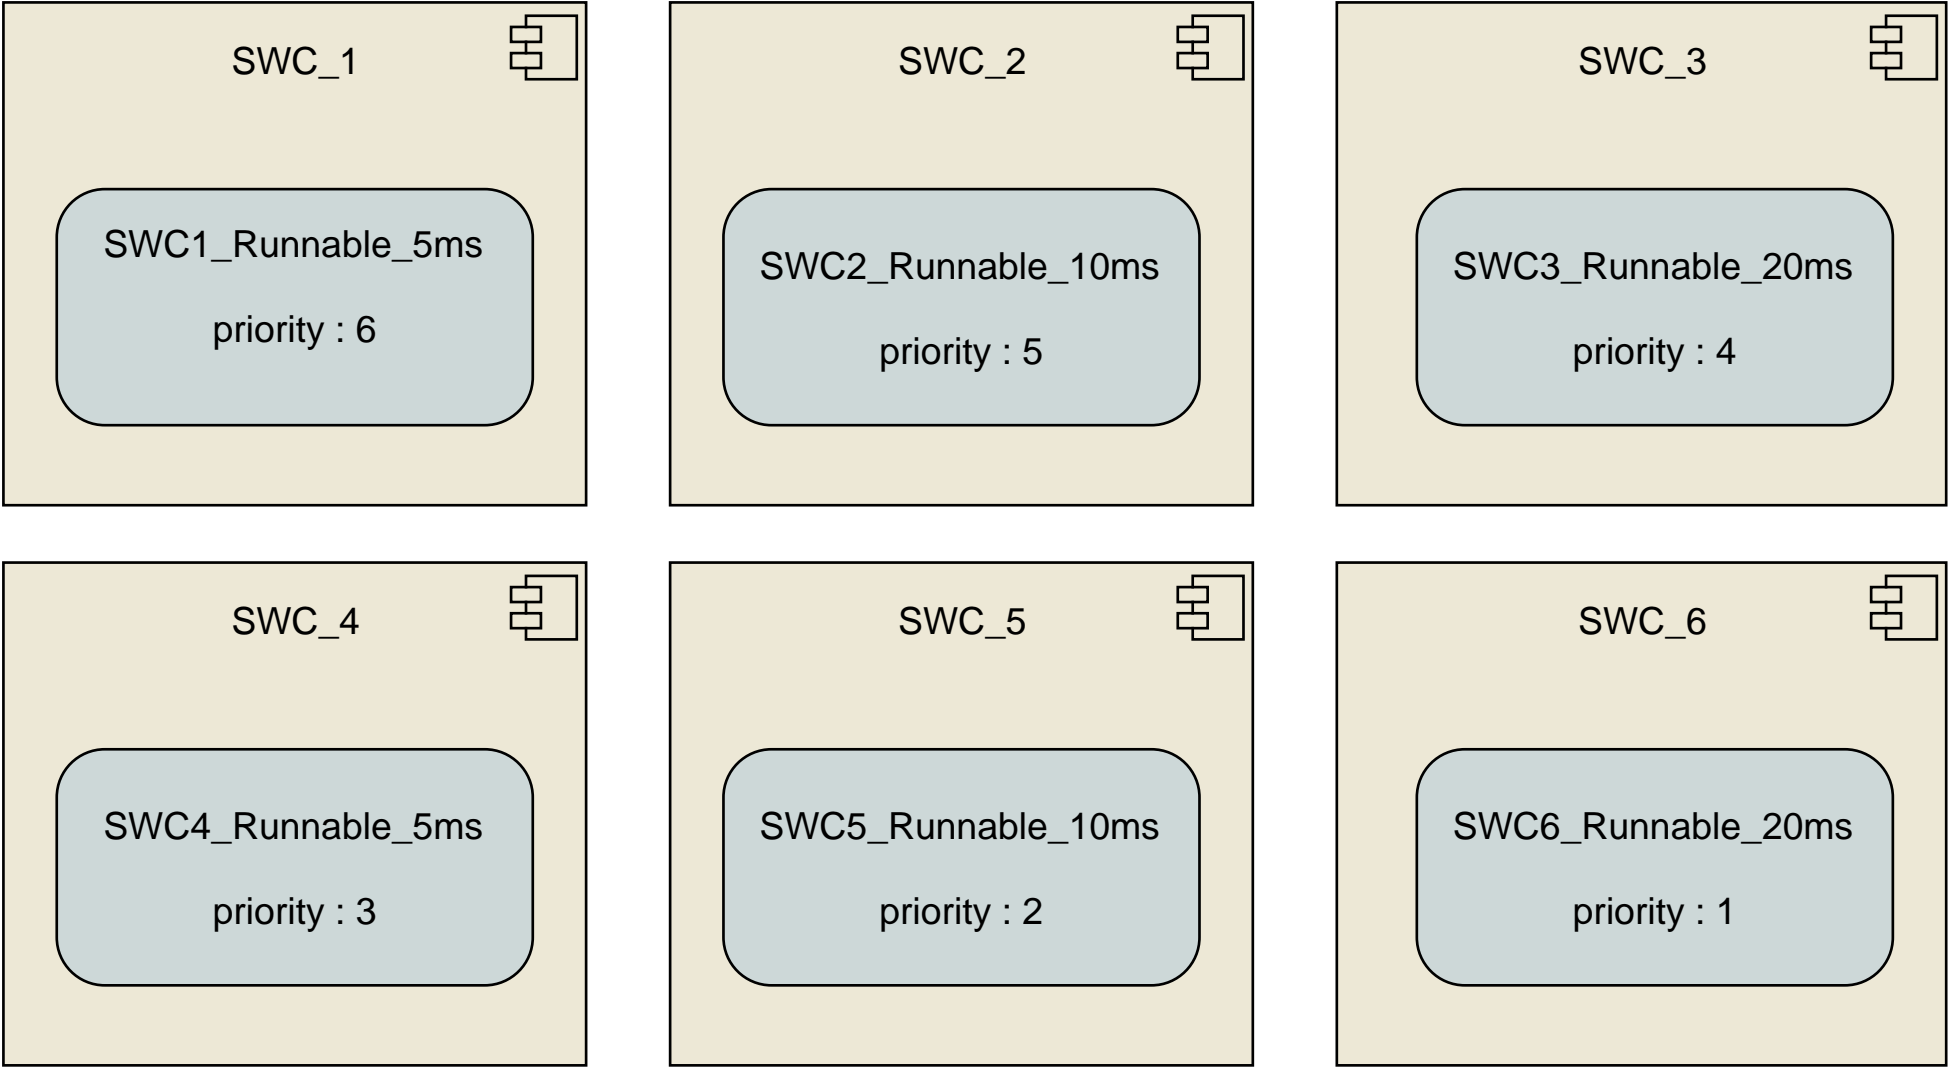 SWC_1
SWC1_Runnable_5ms
priority : 6
SWC_2
SWC2_Runnable_10ms
priority : 5
SWC_3
SWC3_Runnable_20ms
priority : 4
SWC_4
SWC4_Runnable_5ms
priority : 3
SWC_5
SWC5_Runnable_10ms
priority : 2
SWC_6
SWC6_Runnable_20ms
priority : 1